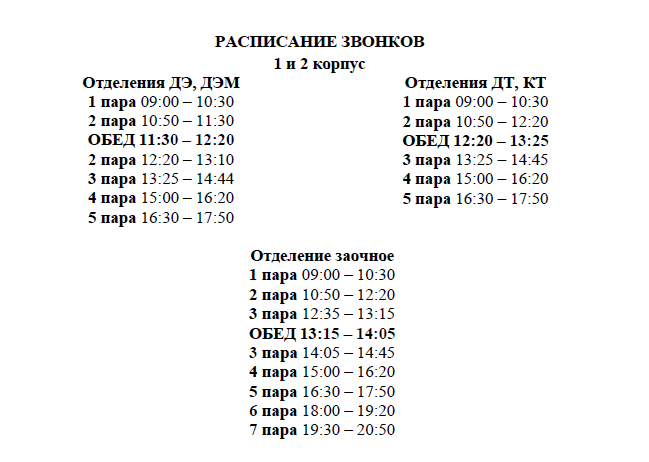 РАСПИСАНИЕ ЗВОНКОВ
1 и 2 корпус
Отделения ДЭ, ДЭМ
1 пара 09:00 – 10:30
2 пара 10:50 – 11:30
ОБЕД 11:30 – 12:20
2 пара 12:20 – 13:10
3 пара 13:25 – 14:44
4 пара 15:00 – 16:20
5 пара 16:30 – 17:50
Отделения ДТ, КТ
1 пара 09:00 – 10:30
2 пара 10:50 – 12:20
ОБЕД 12:20 – 13:25
3 пара 13:25 – 14:45
4 пара 15:00 – 16:20
5 пара 16:30 – 17:50
Отделение заочное
1 пара 09:00 – 10:30
2 пара 10:50 – 12:20
3 пара 12:35 – 13:15
ОБЕД 13:15 – 14:05
3 пара 14:05 – 14:45
4 пара 15:00 – 16:20
5 пара 16:30 – 17:50
6 пара 18:00 – 19:20
7 пара 19:30 – 20:50